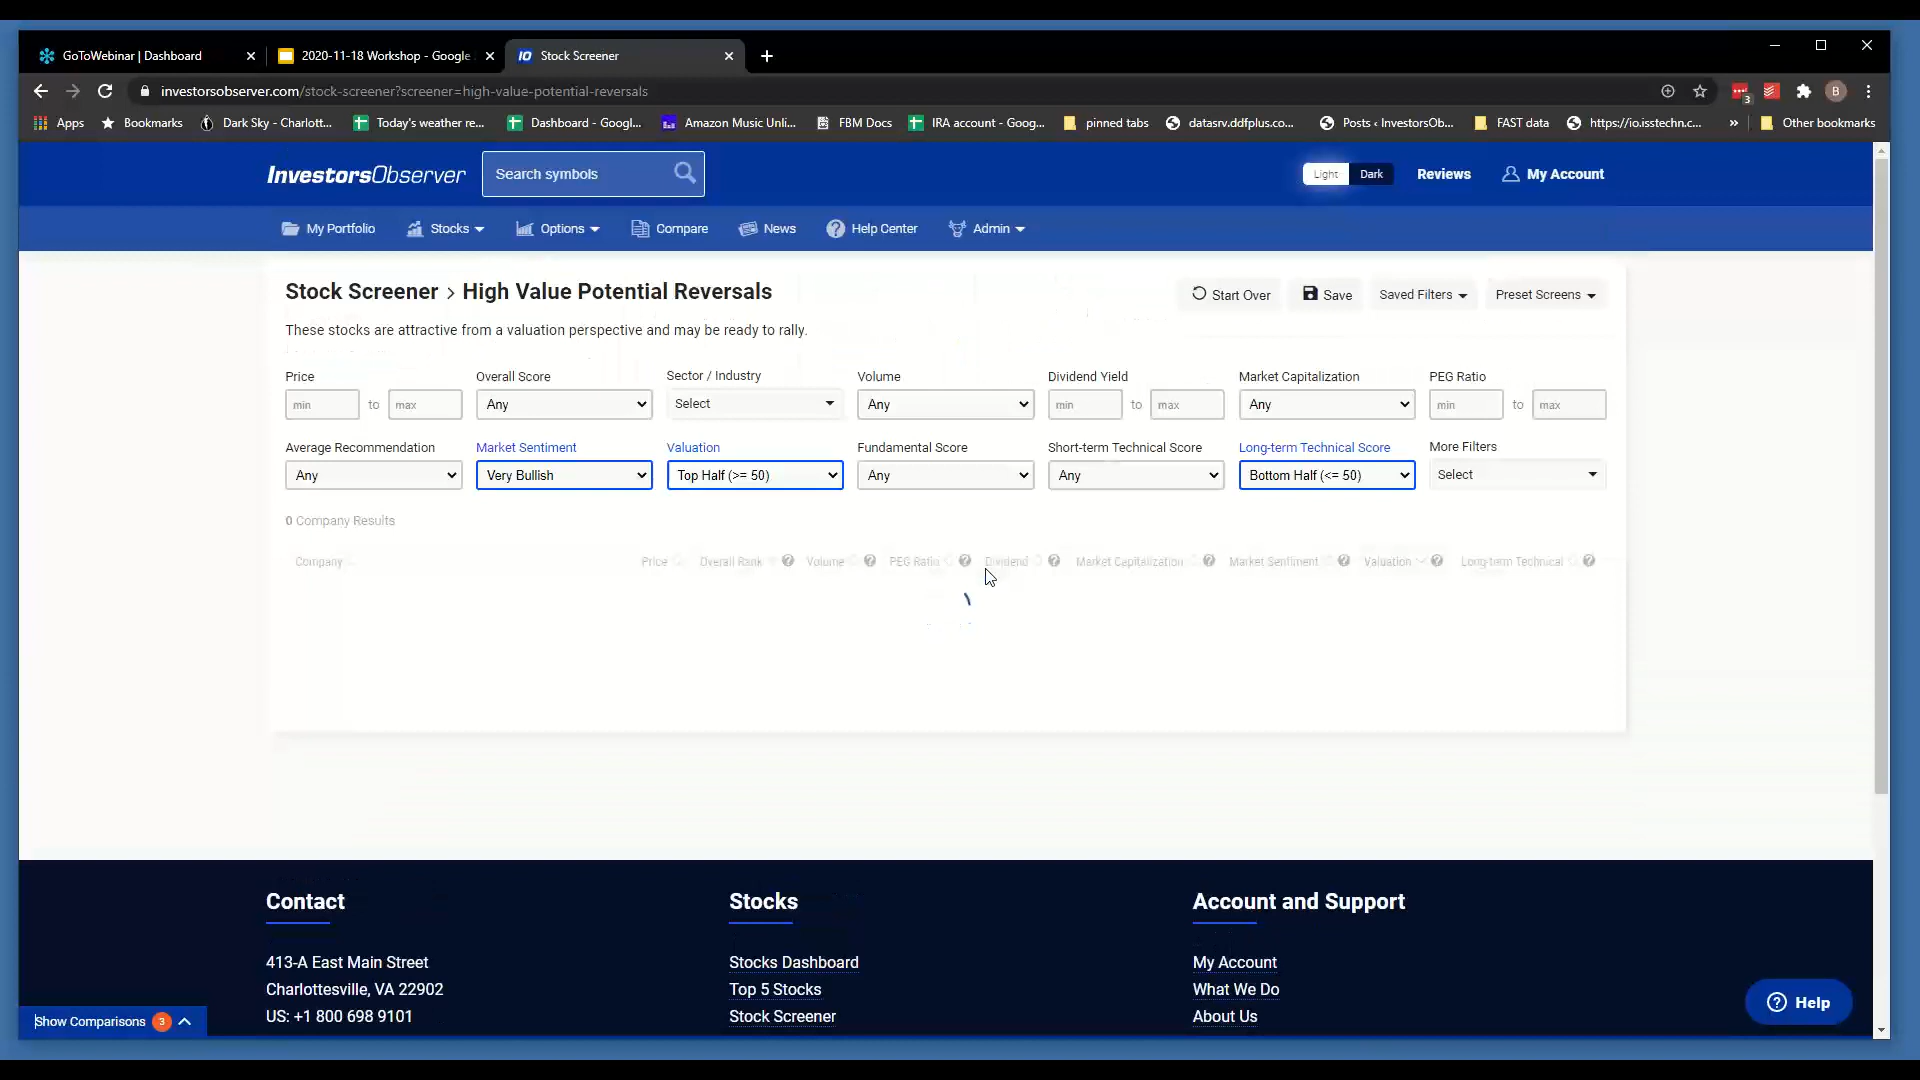 GoToWebinar | Dashboard
2020-11-18 Workshop - Google
IO Stock Screener
investorsobserver.com/stock-screener?screener=high-value-potential-reversals
Apps Bookmarks Dark Sky - Charlott... Today's weather re... Dashboard - Googl... Amazon Music Unli... FBM Docs IRA account - Goog... pinned tabs datasrv.ddfplus.co... Posts ‹ InvestorsOb... FAST data https://io.isstechn.c... » Other bookmarks
InvestorsObserver Search symbols Light Dark Reviews My Account
My Portfolio Stocks Options Compare News Help Center Admin
Stock Screener › High Value Potential Reversals
Start Over Save Saved Filters Preset Screens
These stocks are attractive from a valuation perspective and may be ready to rally.
Price Overall Score Sector / Industry Volume Dividend Yield Market Capitalization PEG Ratio
min to max Any Select Any min to max Any min to max
Average Recommendation Market Sentiment Valuation Fundamental Score Short-term Technical Score Long-term Technical Score More Filters
Any Very Bullish Top Half (>= 50) Any Any Bottom Half (<= 50) Select
0 Company Results
Company Price Overall Rank Volume PEG Ratio Dividend Market Capitalization Market Sentiment Valuation Long-term Technical
Contact Stocks Account and Support
413-A East Main Street Stocks Dashboard My Account
Charlottesville, VA 22902 Top 5 Stocks What We Do
US: +1 800 698 9101 Stock Screener About Us
Show Comparisons 3
Help
B
3